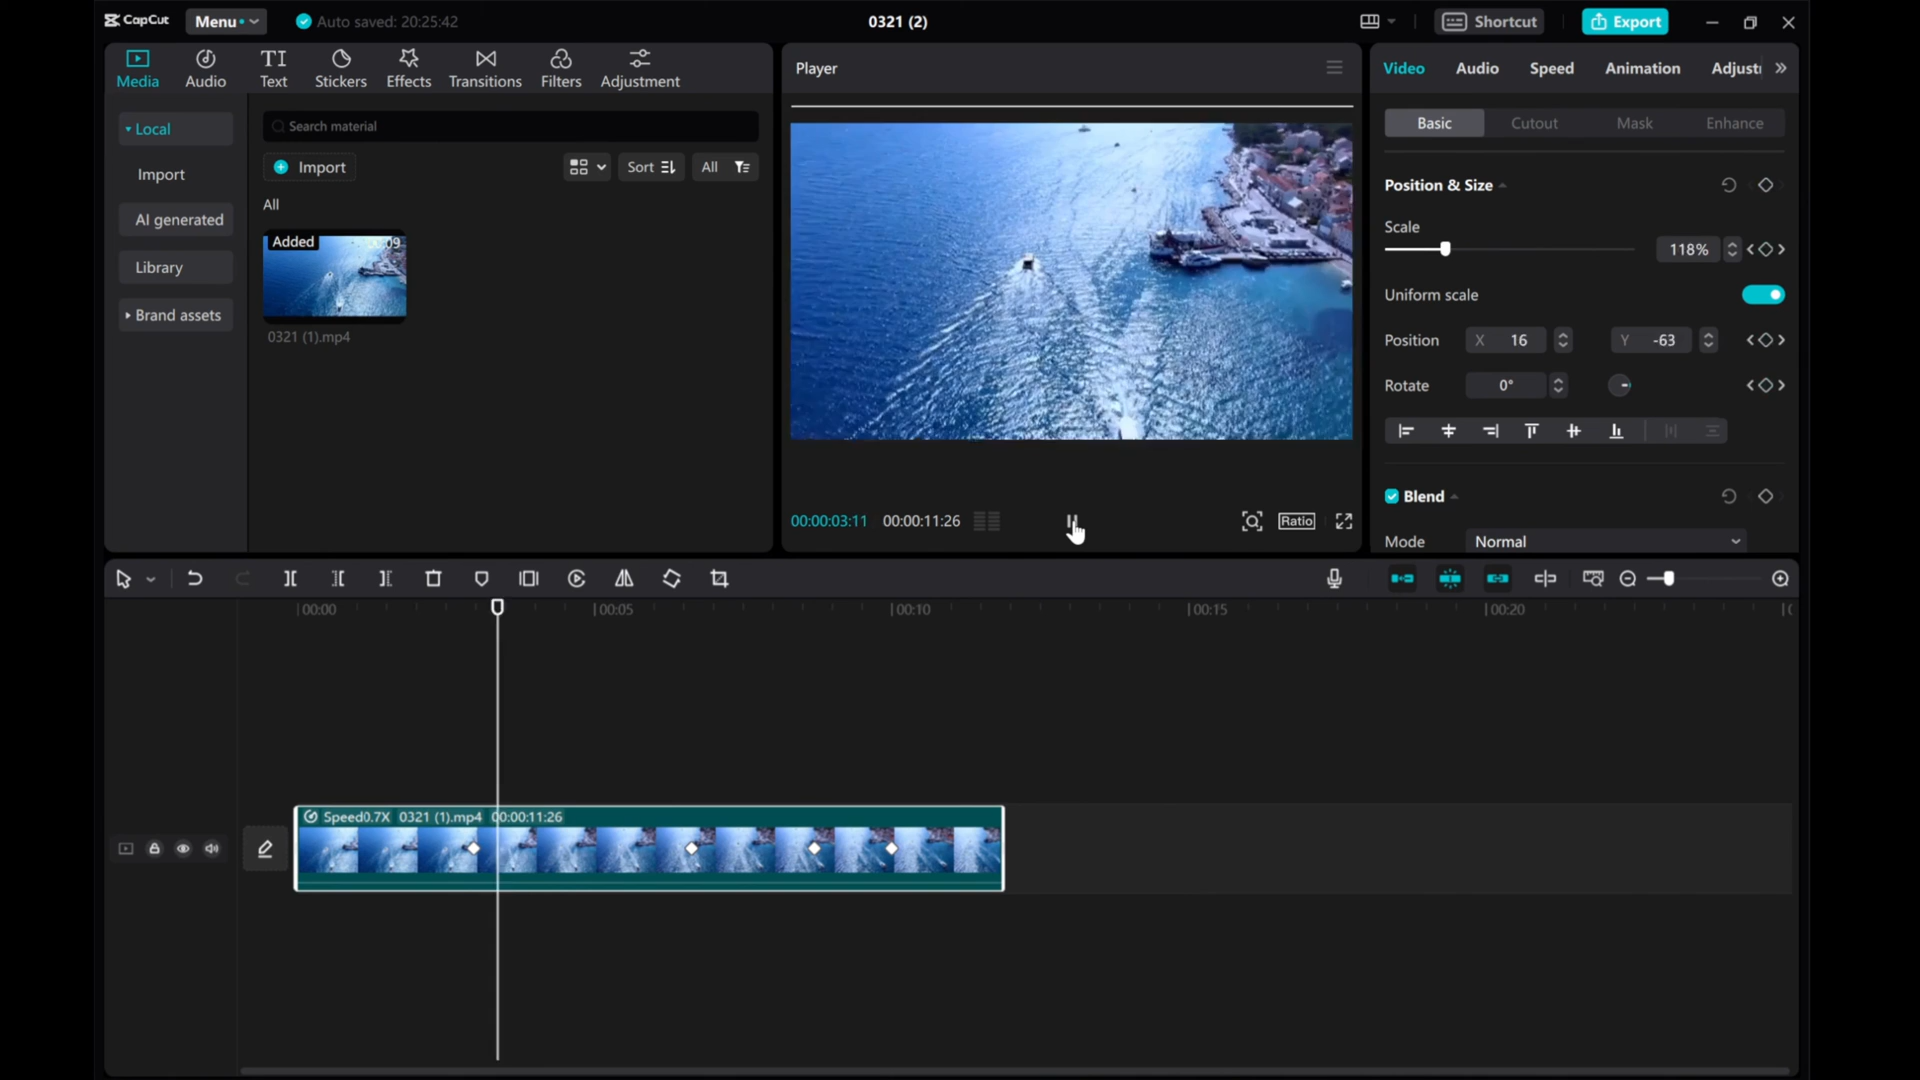 CapCut Menu Auto saved: 20:25:42 0321 (2) Shortcut Export
Media Audio Text Stickers Effects Transitions Filters Adjustment
Player
Video Audio Speed Animation Adjustı
Local
Import
AI generated
Library
Brand assets
Search material
Import Sort All
All
Added
0321 (1).mp4
00:00:03:11 00:00:11:26 Ratio
Basic Cutout Mask Enhance
Position & Size
Scale
118%
Uniform scale
Position X 16 Y -63
Rotate 0°
Blend
Mode Normal
00:00 00:05 00:10 00:15 00:20
Speed0.7X 0321 (1).mp4 00:00:11:26